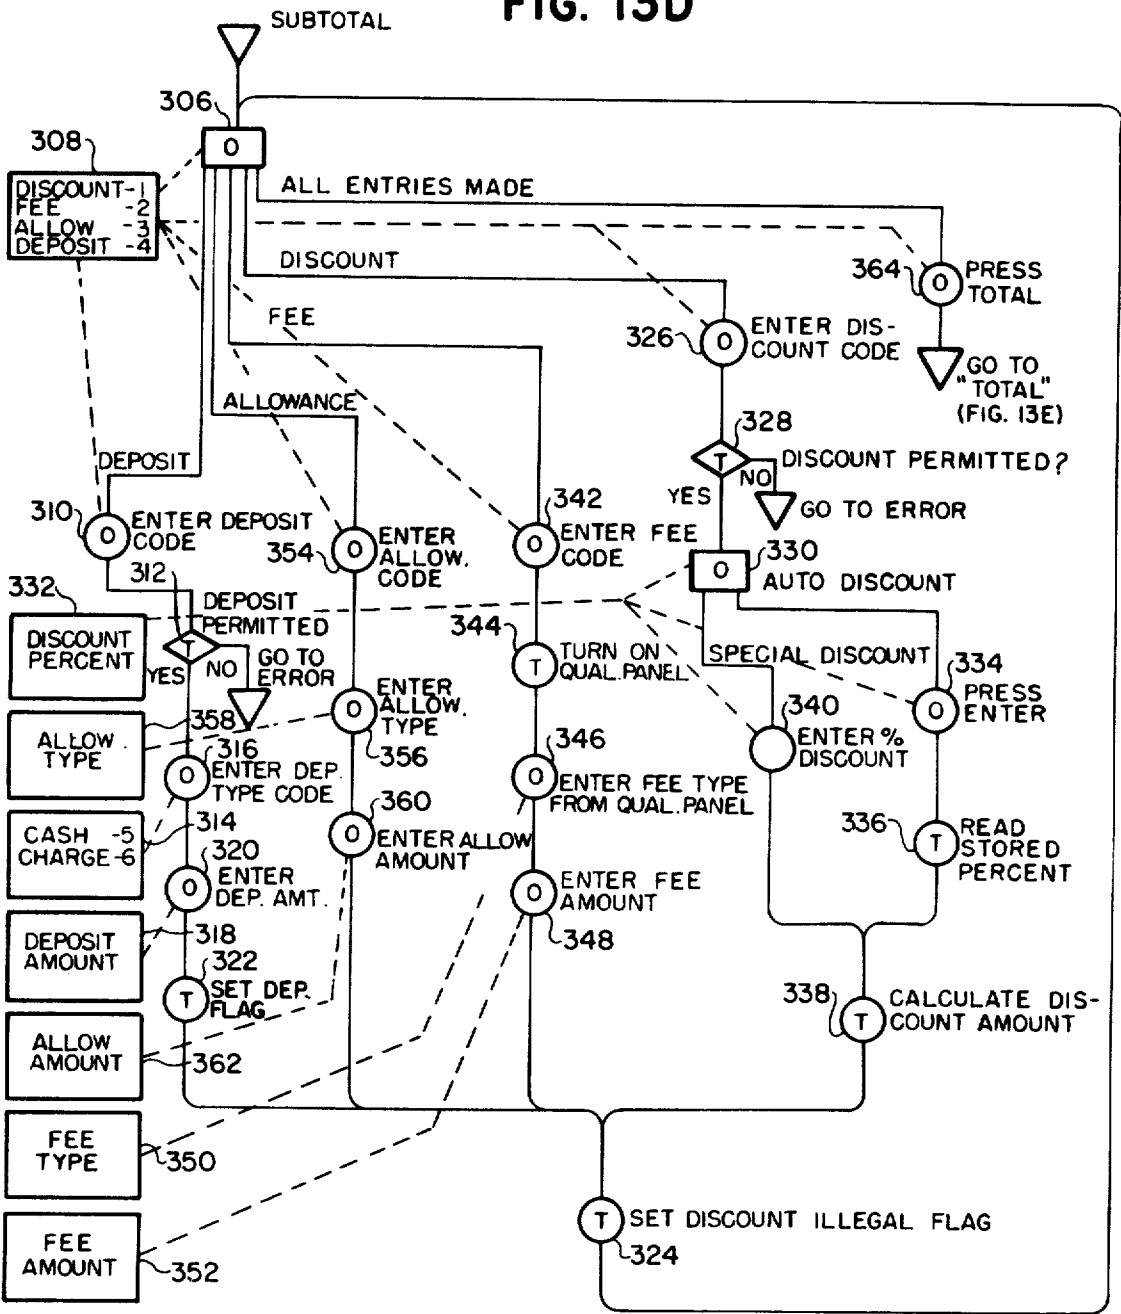 FIG. 13D
SUBTOTAL
306
O
308
DISCOUNT-1
FEE -2
ALLOW -3
DEPOSIT -4
ALL ENTRIES MADE
DISCOUNT
FEE
ALLOWANCE
DEPOSIT
364
O
PRESS
TOTAL
GO TO
"TOTAL"
(FIG. 13E)
326
O
ENTER DIS-
COUNT CODE
328
T
DISCOUNT PERMITTED?
NO
YES
GO TO ERROR
310
O
ENTER DEPOSIT
CODE
354
O
ENTER
ALLOW.
CODE
342
O
ENTER FEE
CODE
330
O
AUTO DISCOUNT
312
T
DEPOSIT
PERMITTED
YES
NO
GO TO
ERROR
332
DISCOUNT
PERCENT
344
T
TURN ON
QUAL.PANEL
SPECIAL DISCOUNT
334
O
PRESS
ENTER
340
ENTER %
DISCOUNT
358
ALLOW.
TYPE
O
ENTER
ALLOW.
TYPE
356
316
O
ENTER DEP.
TYPE CODE
346
O
ENTER FEE TYPE
FROM QUAL.PANEL
336
T
READ
STORED
PERCENT
CASH -5
CHARGE-6
314
360
O
ENTER ALLOW
AMOUNT
320
O
ENTER
DEP. AMT.
O
ENTER FEE
AMOUNT
348
DEPOSIT
AMOUNT
318
322
T
SET DEP.
FLAG
338
T
CALCULATE DIS-
COUNT AMOUNT
ALLOW
AMOUNT
362
FEE
TYPE
350
FEE
AMOUNT
352
T
SET DISCOUNT ILLEGAL FLAG
324